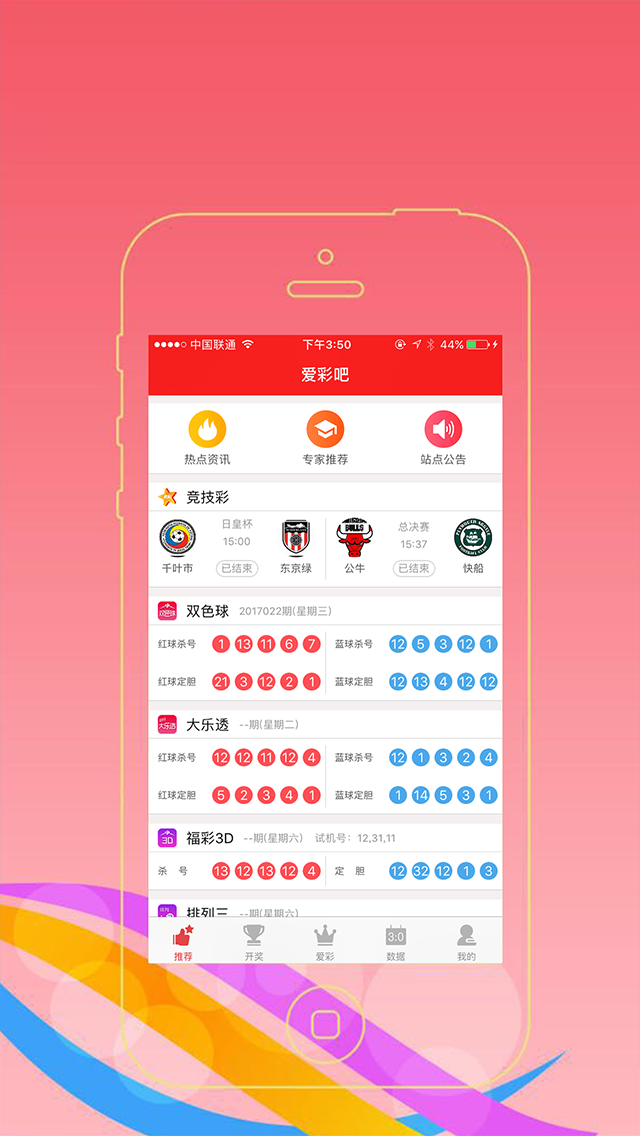 中国联通 下午3:50 44%
爱彩吧
热点资讯 专家推荐 站点公告
竞技彩
日皇杯 总决赛
15:00 BULLS 15:37
千叶市 已结束 东京绿 公牛 已结束 快船
双色球 双色球 2017022期(星期三)
红球杀号 1 13 11 6 7 蓝球杀号 12 5 3 12 1
红球定胆 21 3 12 2 1 蓝球定胆 12 13 4 12 12
大乐透 大乐透 --期(星期二)
红球杀号 12 12 11 12 4 蓝球杀号 12 1 3 2 4
红球定胆 5 2 3 4 1 蓝球定胆 1 14 5 3 1
3D 福彩3D --期(星期六) 试机号：12,31,11
杀 号 13 12 13 12 4 定 胆 12 32 12 1 3
排列三 --期(星期六)
3:0
推荐 开奖 爱彩 数据 我的